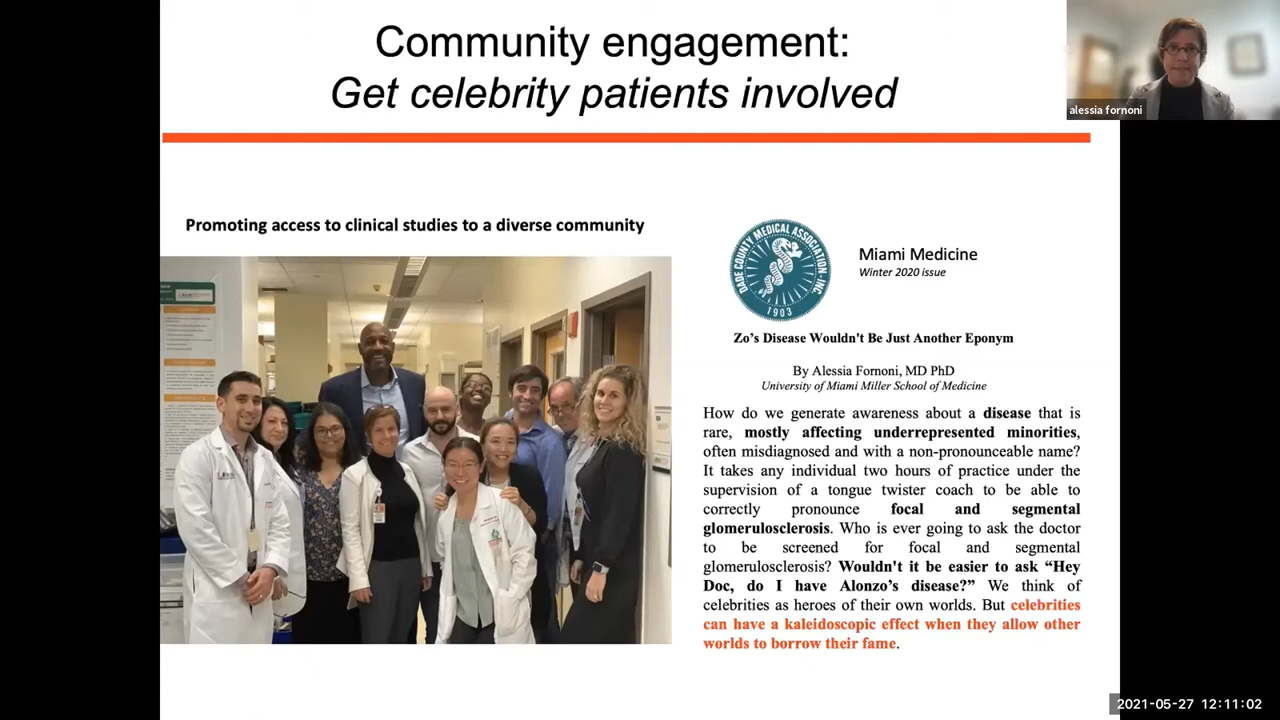 Community engagement:
Get celebrity patients involved
alessia fornoni
Promoting access to clinical studies to a diverse community
DADE COUNTY MEDICAL ASSOCIATION, INC.
1903
Miami Medicine
Winter 2020 issue
Zo's Disease Wouldn't Be Just Another Eponym
By Alessia Fornoni, MD PhD
University of Miami Miller School of Medicine
How do we generate awareness about a disease that is
rare, mostly affecting underrepresented minorities,
often misdiagnosed and with a non-pronounceable name?
It takes any individual two hours of practice under the
supervision of a tongue twister coach to be able to
correctly pronounce focal and segmental
glomerulosclerosis. Who is ever going to ask the doctor
to be screened for focal and segmental
glomerulosclerosis? Wouldn't it be easier to ask “Hey
Doc, do I have Alonzo's disease?” We think of
celebrities as heroes of their own worlds. But celebrities
can have a kaleidoscopic effect when they allow other
worlds to borrow their fame.
2021-05-27 12:11:02